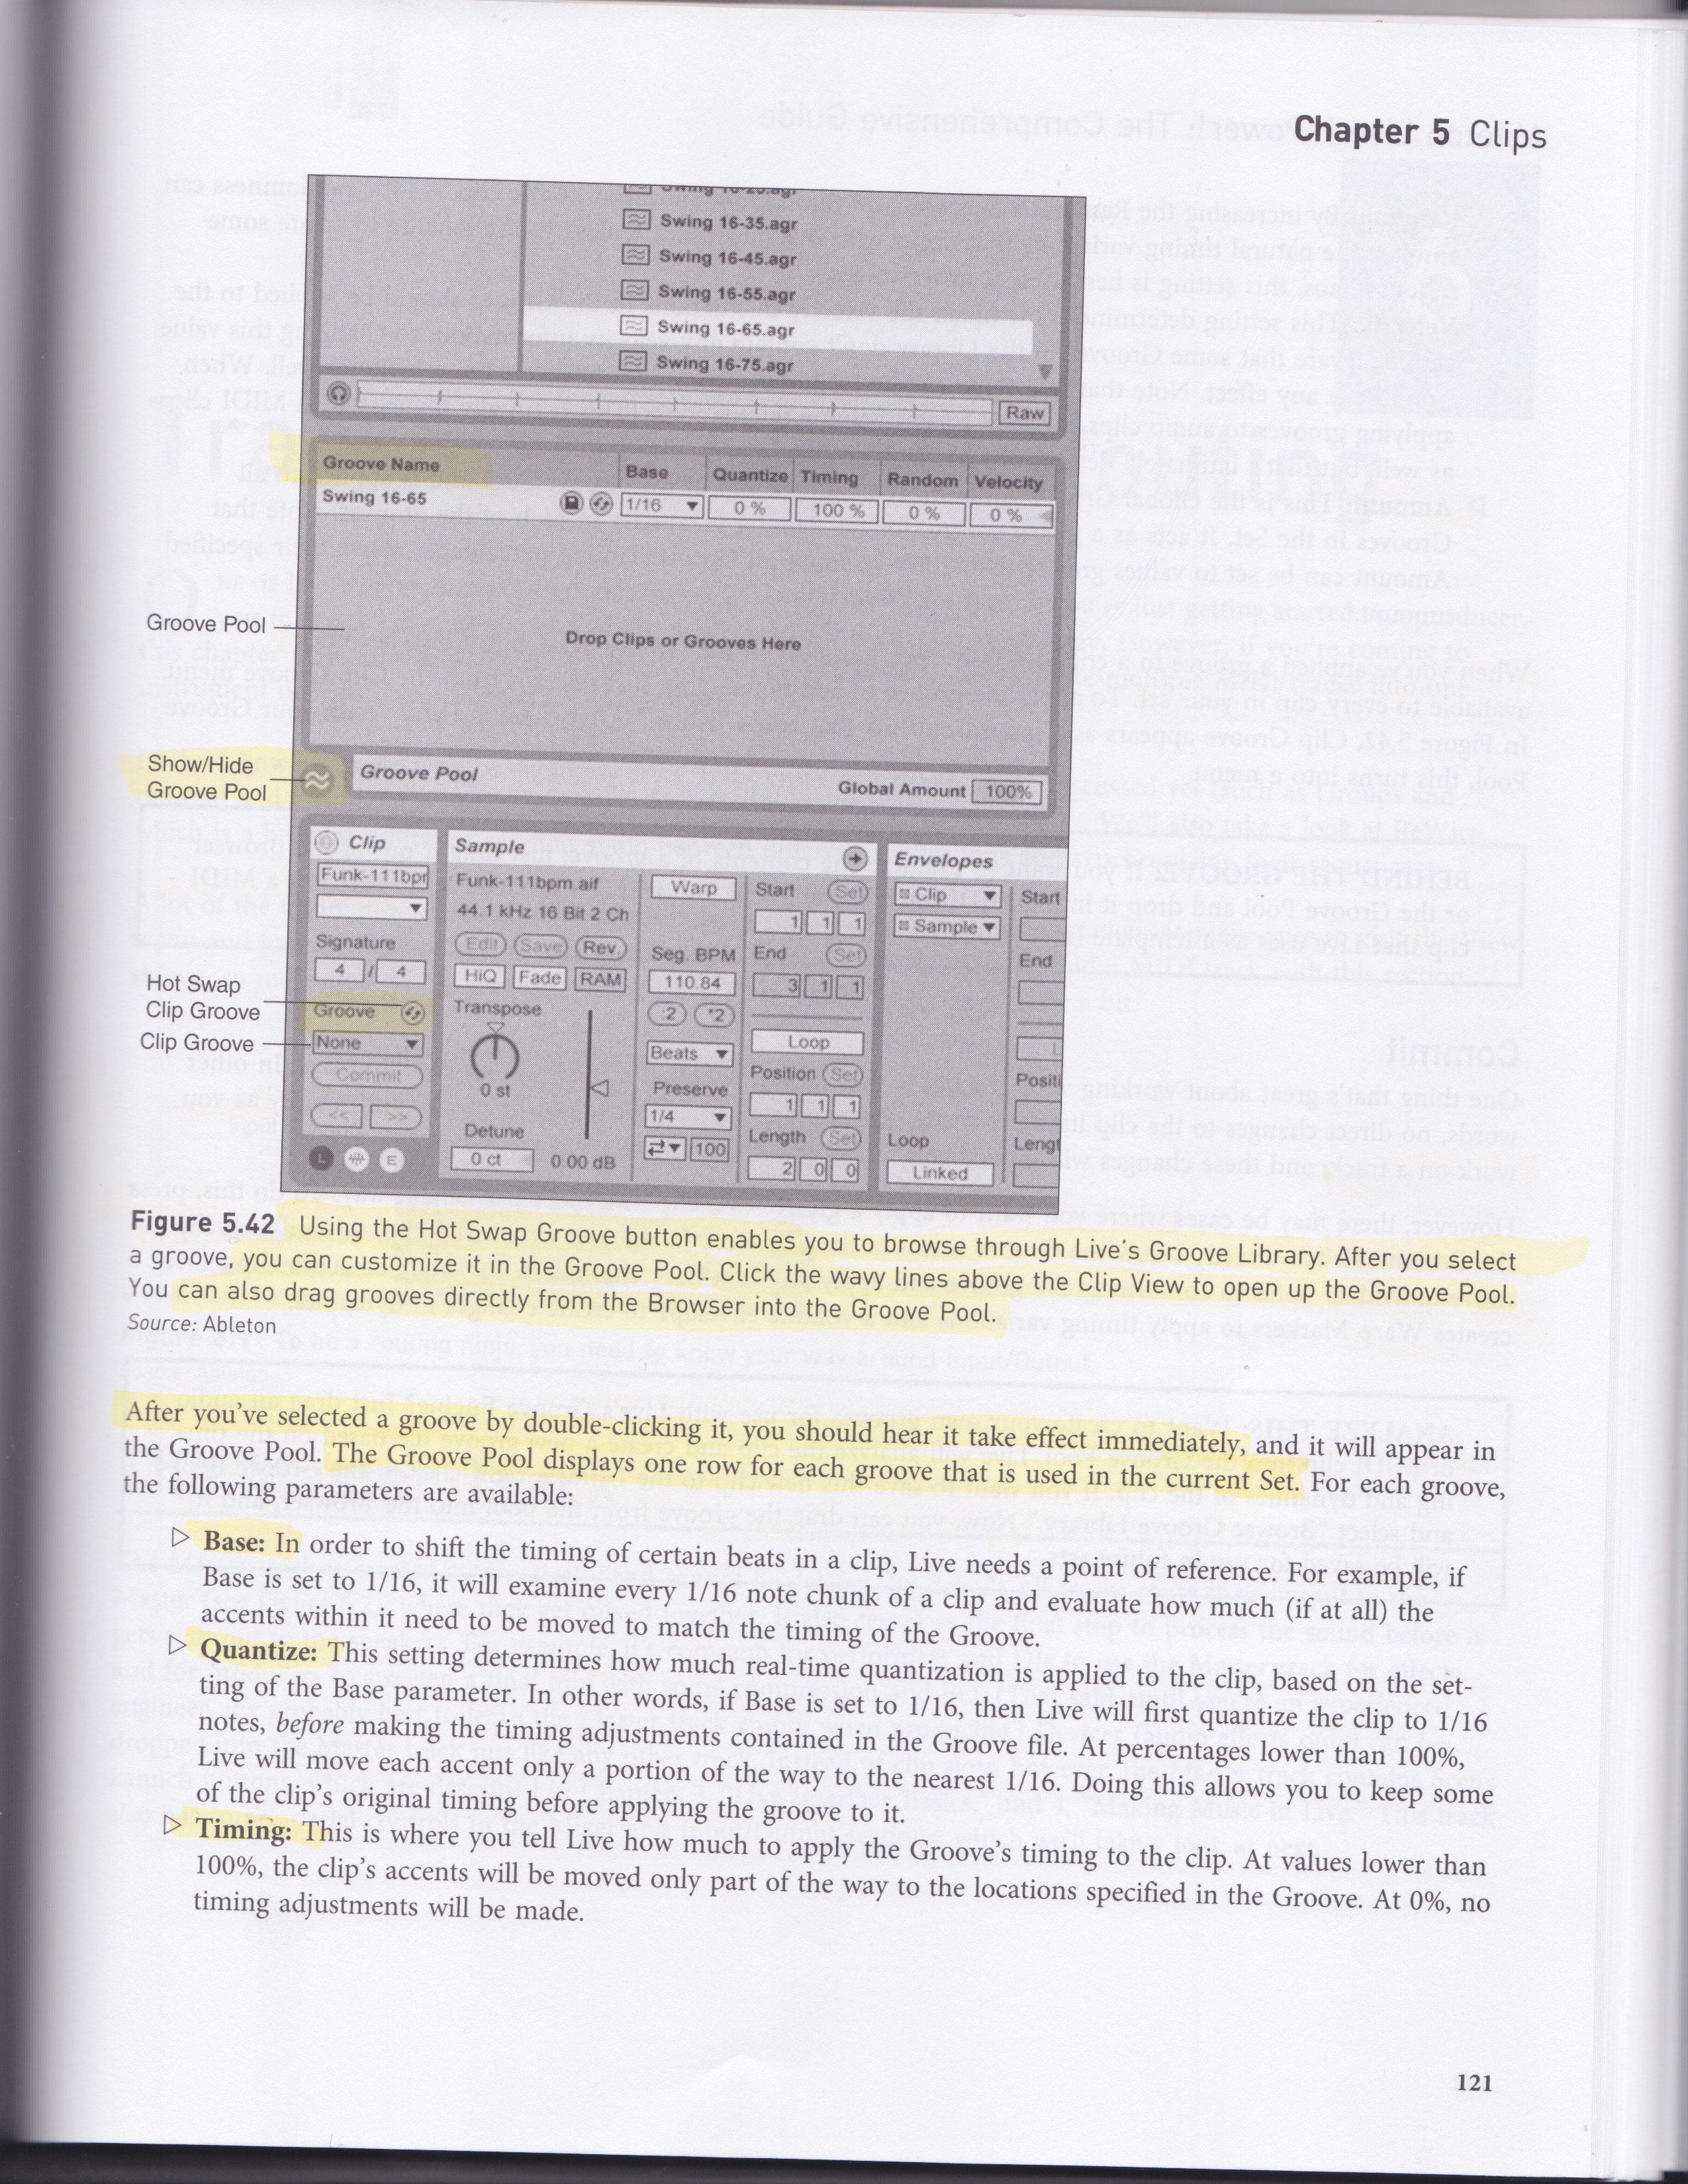 Chapter 5 Clips
Swing 16-25.agr
Swing 16-35.agr
Swing 16-45.agr
Swing 16-55.agr
Swing 16-65.agr
Swing 16-75.agr
Raw
Groove Name Base Quantize Timing Random Velocity
Swing 16-65 1/16 0 % 100 % 0 % 0 %
Groove Pool
Drop Clips or Grooves Here
Show/Hide
Groove Pool
Groove Pool
Global Amount 100%
Clip
Funk-111bpr
Signature
4 / 4
Hot Swap
Clip Groove
Groove
Clip Groove
None
Commit
<< >>
L E
Sample
Funk-111bpm.aif
44.1 kHz 16 Bit 2 Ch
Edit Save Rev.
HiQ Fade RAM
Transpose
0 st
Detune
0 ct 0.00 dB
Warp
Seg. BPM
110.84
:2 *2
Beats
Preserve
1/4
100
Start Set
1 1 1
End Set
3 1 1
Loop
Position Set
1 1 1
Length Set
2 0 0
Envelopes
Clip
Sample
Loop
Linked
Start
End
L
Positi
Lengt
Figure 5.42 Using the Hot Swap Groove button enables you to browse through Live's Groove Library. After you select
a groove, you can customize it in the Groove Pool. Click the wavy lines above the Clip View to open up the Groove Pool.
You can also drag grooves directly from the Browser into the Groove Pool.
Source: Ableton
After you've selected a groove by double-clicking it, you should hear it take effect immediately, and it will appear in
the Groove Pool. The Groove Pool displays one row for each groove that is used in the current Set. For each groove,
the following parameters are available:
▷ Base: In order to shift the timing of certain beats in a clip, Live needs a point of reference. For example, if
Base is set to 1/16, it will examine every 1/16 note chunk of a clip and evaluate how much (if at all) the
accents within it need to be moved to match the timing of the Groove.
▷ Quantize: This setting determines how much real-time quantization is applied to the clip, based on the set-
ting of the Base parameter. In other words, if Base is set to 1/16, then Live will first quantize the clip to 1/16
notes, before making the timing adjustments contained in the Groove file. At percentages lower than 100%,
Live will move each accent only a portion of the way to the nearest 1/16. Doing this allows you to keep some
of the clip's original timing before applying the groove to it.
▷ Timing: This is where you tell Live how much to apply the Groove's timing to the clip. At values lower than
100%, the clip's accents will be moved only part of the way to the locations specified in the Groove. At 0%, no
timing adjustments will be made.
121